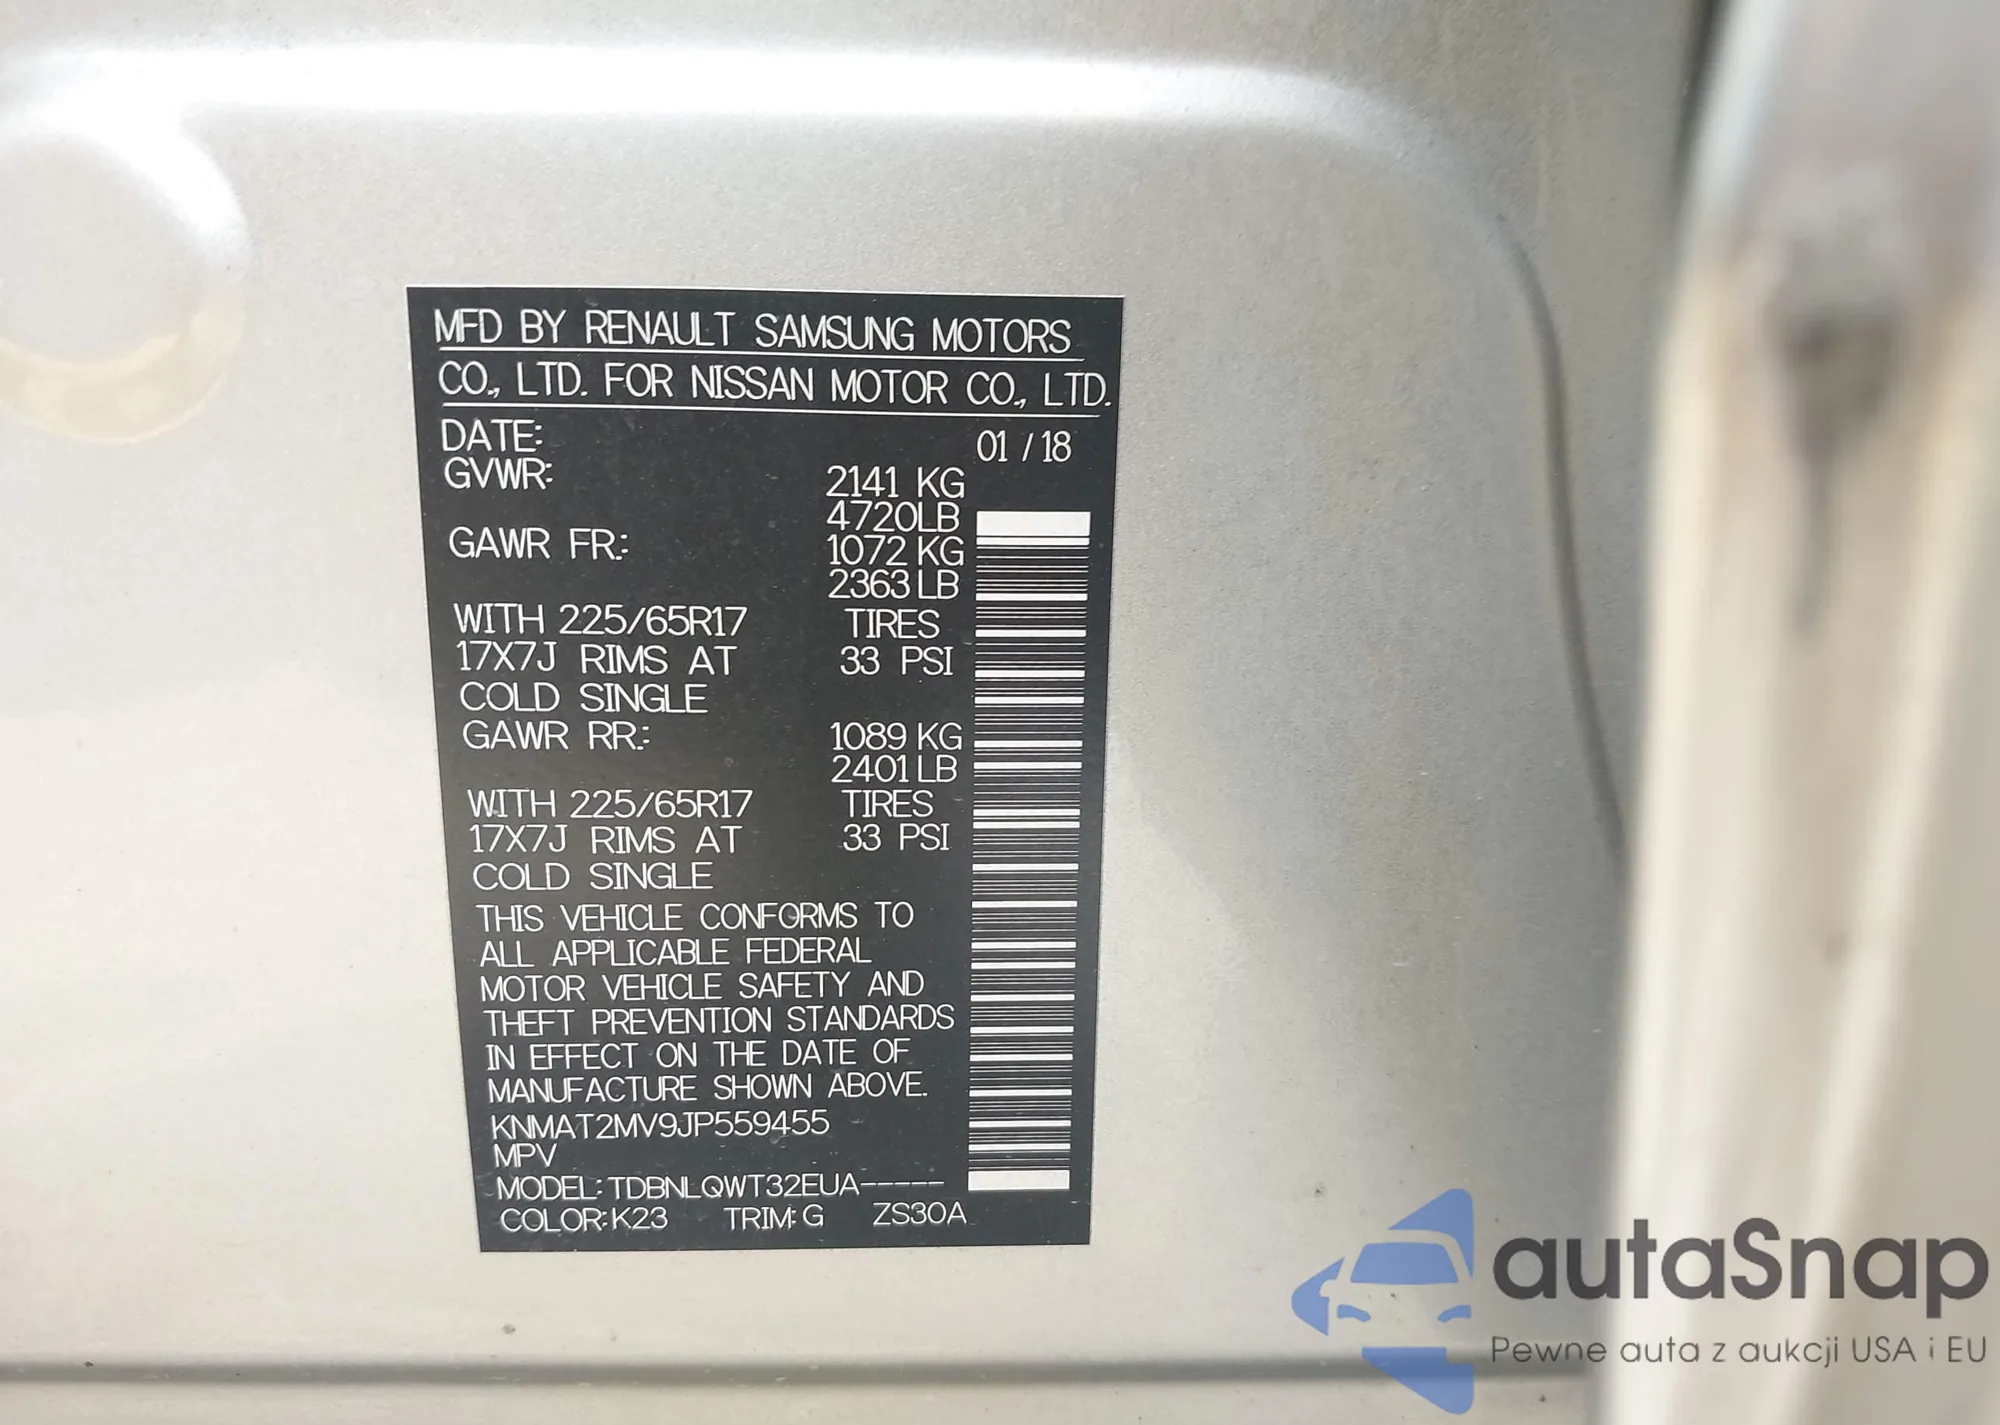 MFD BY RENAULT SAMSUNG MOTORS
CO., LTD. FOR NISSAN MOTOR CO., LTD.
DATE: 01 / 18
GVWR: 2141 KG
4720LB
GAWR FR.: 1072 KG
2363 LB
WITH 225/65R17 TIRES
17X7J RIMS AT 33 PSI
COLD SINGLE
GAWR RR.: 1089 KG
2401 LB
WITH 225/65R17 TIRES
17X7J RIMS AT 33 PSI
COLD SINGLE
THIS VEHICLE CONFORMS TO
ALL APPLICABLE FEDERAL
MOTOR VEHICLE SAFETY AND
THEFT PREVENTION STANDARDS
IN EFFECT ON THE DATE OF
MANUFACTURE SHOWN ABOVE.
KNMAT2MV9JP559455
MPV
MODEL: TDBNLQWT32EUA-----
COLOR: K23 TRIM: G ZS30A
autaSnap
Pewne auta z aukcji USA i EU